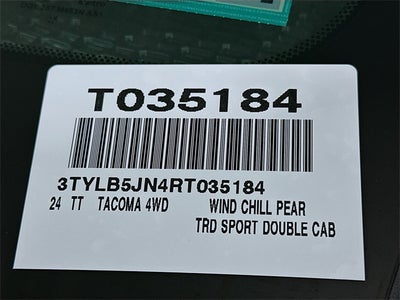 T035184
3TYLB5JN4RT035184
24 TT TACOMA 4WD WIND CHILL PEAR
TRD SPORT DOUBLE CAB